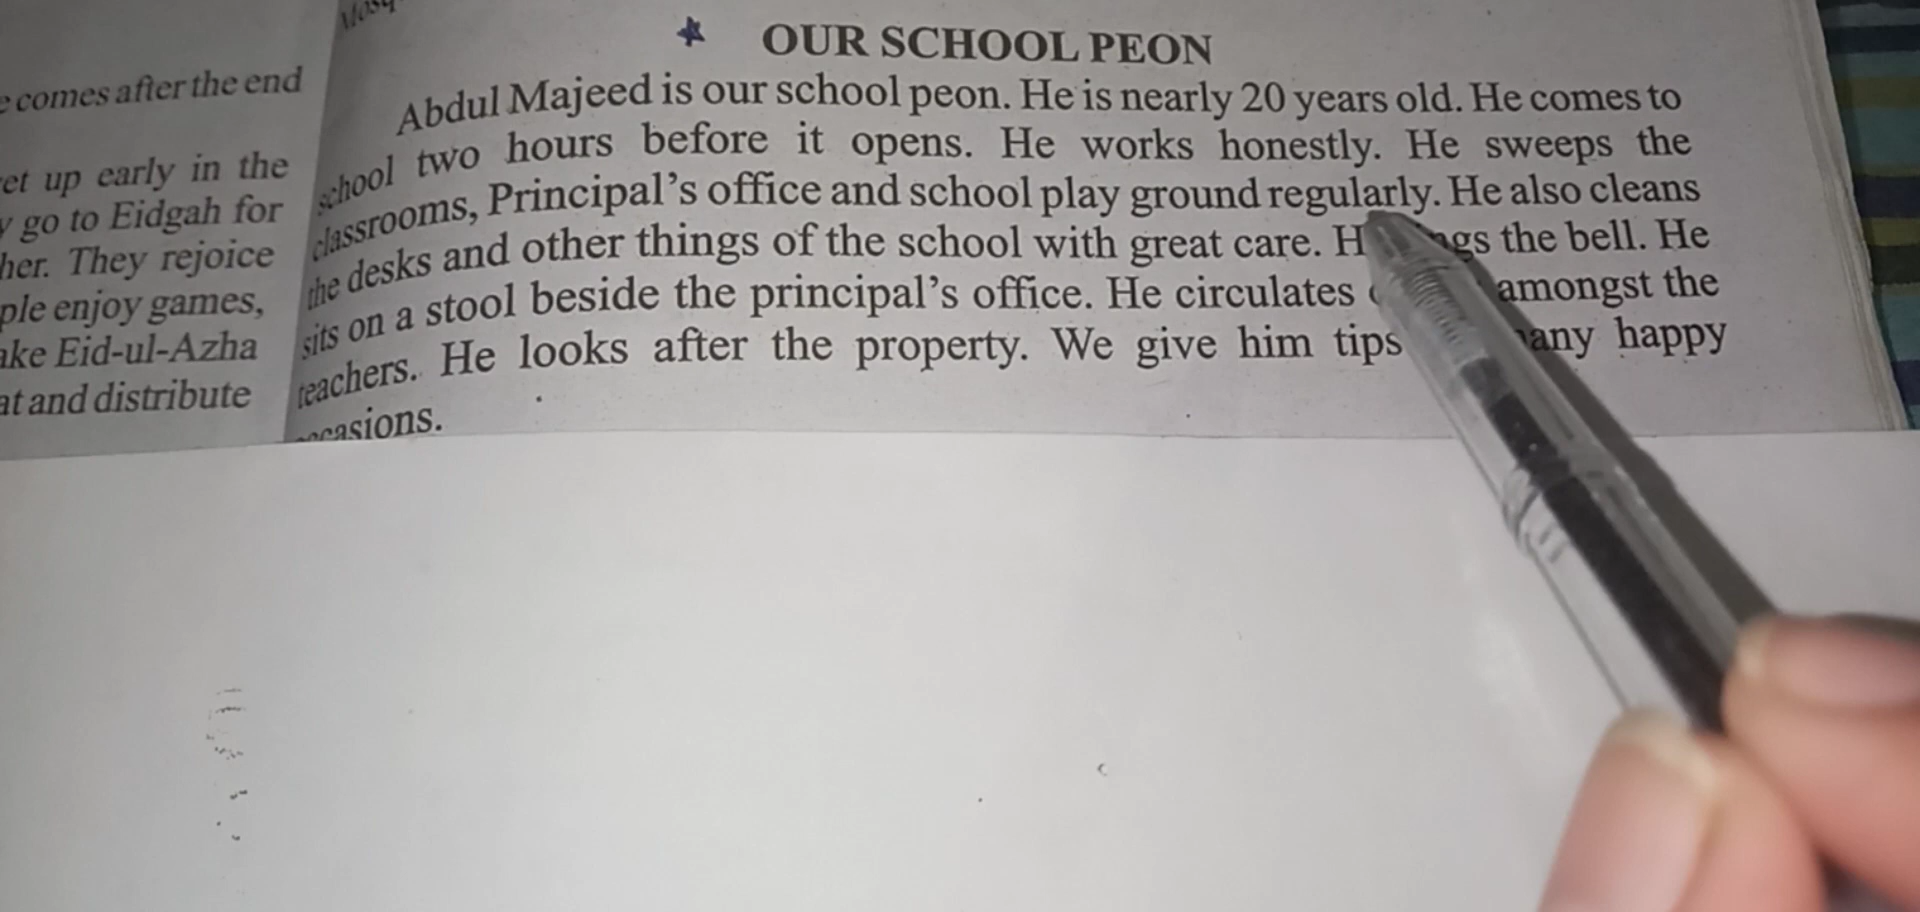 e comes after the end
et up early in the
y go to Eidgah for
her. They rejoice
ple enjoy games,
ake Eid-ul-Azha
at and distribute
OUR SCHOOL PEON
Abdul Majeed is our school peon. He is nearly 20 years old. He comes to
school two hours before it opens. He works honestly. He sweeps the
classrooms, Principal's office and school play ground regularly. He also cleans
the desks and other things of the school with great care. the bell. He
sits on a stool beside the principal's office. He circulates amongst the
teachers. He looks after the property. We give him tips happy